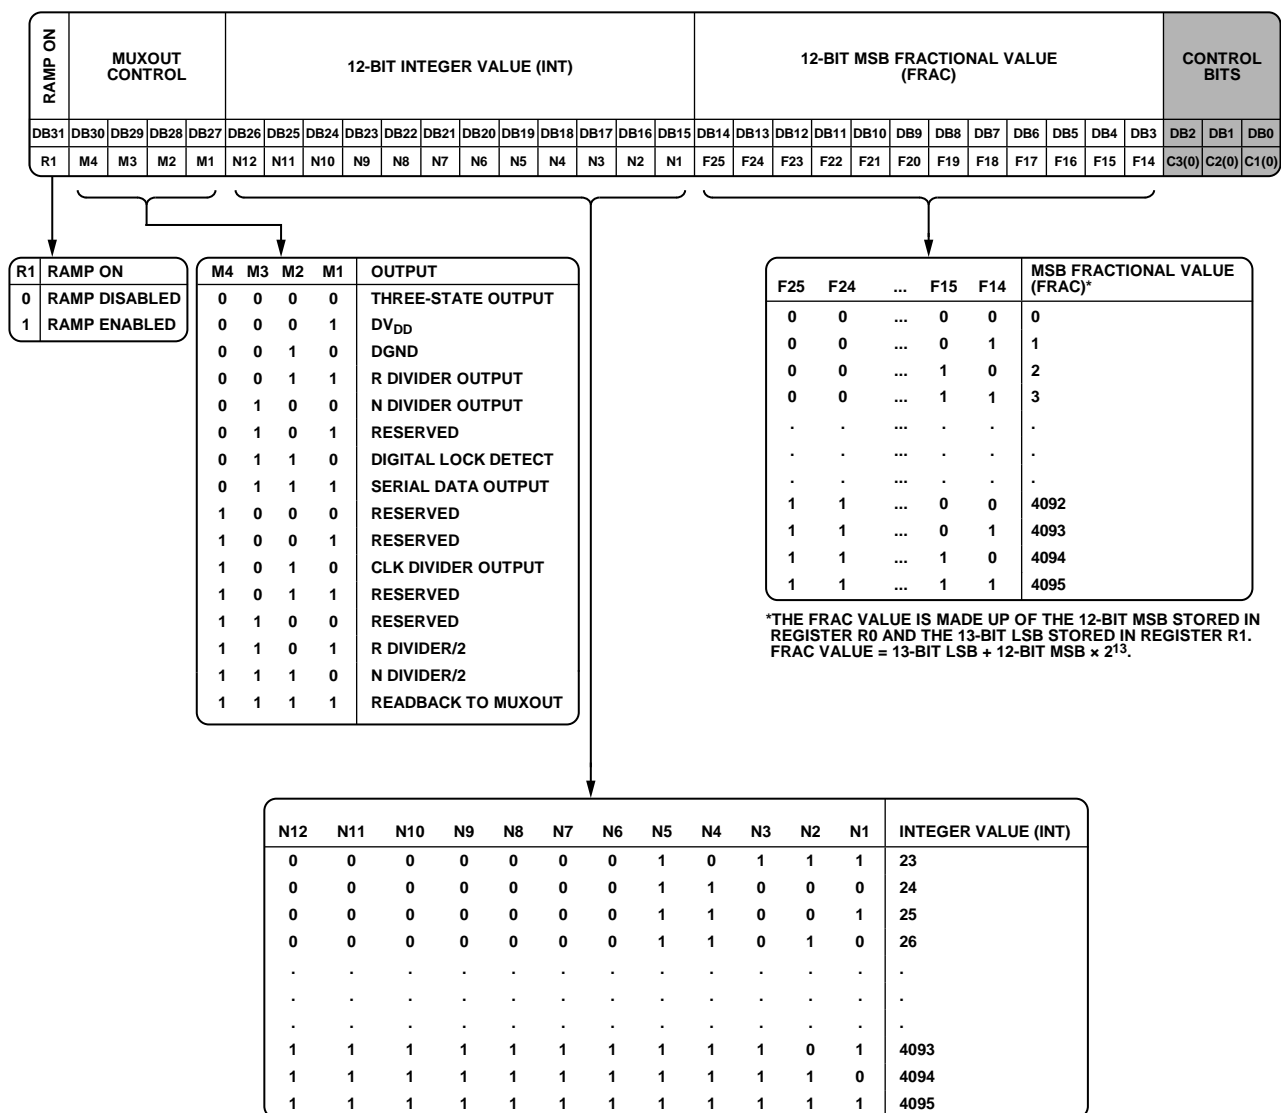 RAMP ON
MUXOUT
CONTROL
12-BIT INTEGER VALUE (INT)
12-BIT MSB FRACTIONAL VALUE
(FRAC)
CONTROL
BITS
DB31 DB30 DB29 DB28 DB27 DB26 DB25 DB24 DB23 DB22 DB21 DB20 DB19 DB18 DB17 DB16 DB15 DB14 DB13 DB12 DB11 DB10 DB9 DB8 DB7 DB6 DB5 DB4 DB3 DB2 DB1 DB0
R1 M4 M3 M2 M1 N12 N11 N10 N9 N8 N7 N6 N5 N4 N3 N2 N1 F25 F24 F23 F22 F21 F20 F19 F18 F17 F16 F15 F14 C3(0) C2(0) C1(0)
R1 RAMP ON
0 RAMP DISABLED
1 RAMP ENABLED
M4 M3 M2 M1 OUTPUT
0 0 0 0 THREE-STATE OUTPUT
0 0 0 1 DVDD
0 0 1 0 DGND
0 0 1 1 R DIVIDER OUTPUT
0 1 0 0 N DIVIDER OUTPUT
0 1 0 1 RESERVED
0 1 1 0 DIGITAL LOCK DETECT
0 1 1 1 SERIAL DATA OUTPUT
1 0 0 0 RESERVED
1 0 0 1 RESERVED
1 0 1 0 CLK DIVIDER OUTPUT
1 0 1 1 RESERVED
1 1 0 0 RESERVED
1 1 0 1 R DIVIDER/2
1 1 1 0 N DIVIDER/2
1 1 1 1 READBACK TO MUXOUT
F25 F24 ... F15 F14 MSB FRACTIONAL VALUE
(FRAC)*
0 0 ... 0 0 0
0 0 ... 0 1 1
0 0 ... 1 0 2
0 0 ... 1 1 3
. . ... . . .
. . ... . . .
. . ... . . .
1 1 ... 0 0 4092
1 1 ... 0 1 4093
1 1 ... 1 0 4094
1 1 ... 1 1 4095
*THE FRAC VALUE IS MADE UP OF THE 12-BIT MSB STORED IN
REGISTER R0 AND THE 13-BIT LSB STORED IN REGISTER R1.
FRAC VALUE = 13-BIT LSB + 12-BIT MSB × 2¹³.
N12 N11 N10 N9 N8 N7 N6 N5 N4 N3 N2 N1 INTEGER VALUE (INT)
0 0 0 0 0 0 0 1 0 1 1 1 23
0 0 0 0 0 0 0 1 1 0 0 0 24
0 0 0 0 0 0 0 1 1 0 0 1 25
0 0 0 0 0 0 0 1 1 0 1 0 26
. . . . . . . . . . . . .
. . . . . . . . . . . . .
. . . . . . . . . . . . .
1 1 1 1 1 1 1 1 1 1 0 1 4093
1 1 1 1 1 1 1 1 1 1 1 0 4094
1 1 1 1 1 1 1 1 1 1 1 1 4095